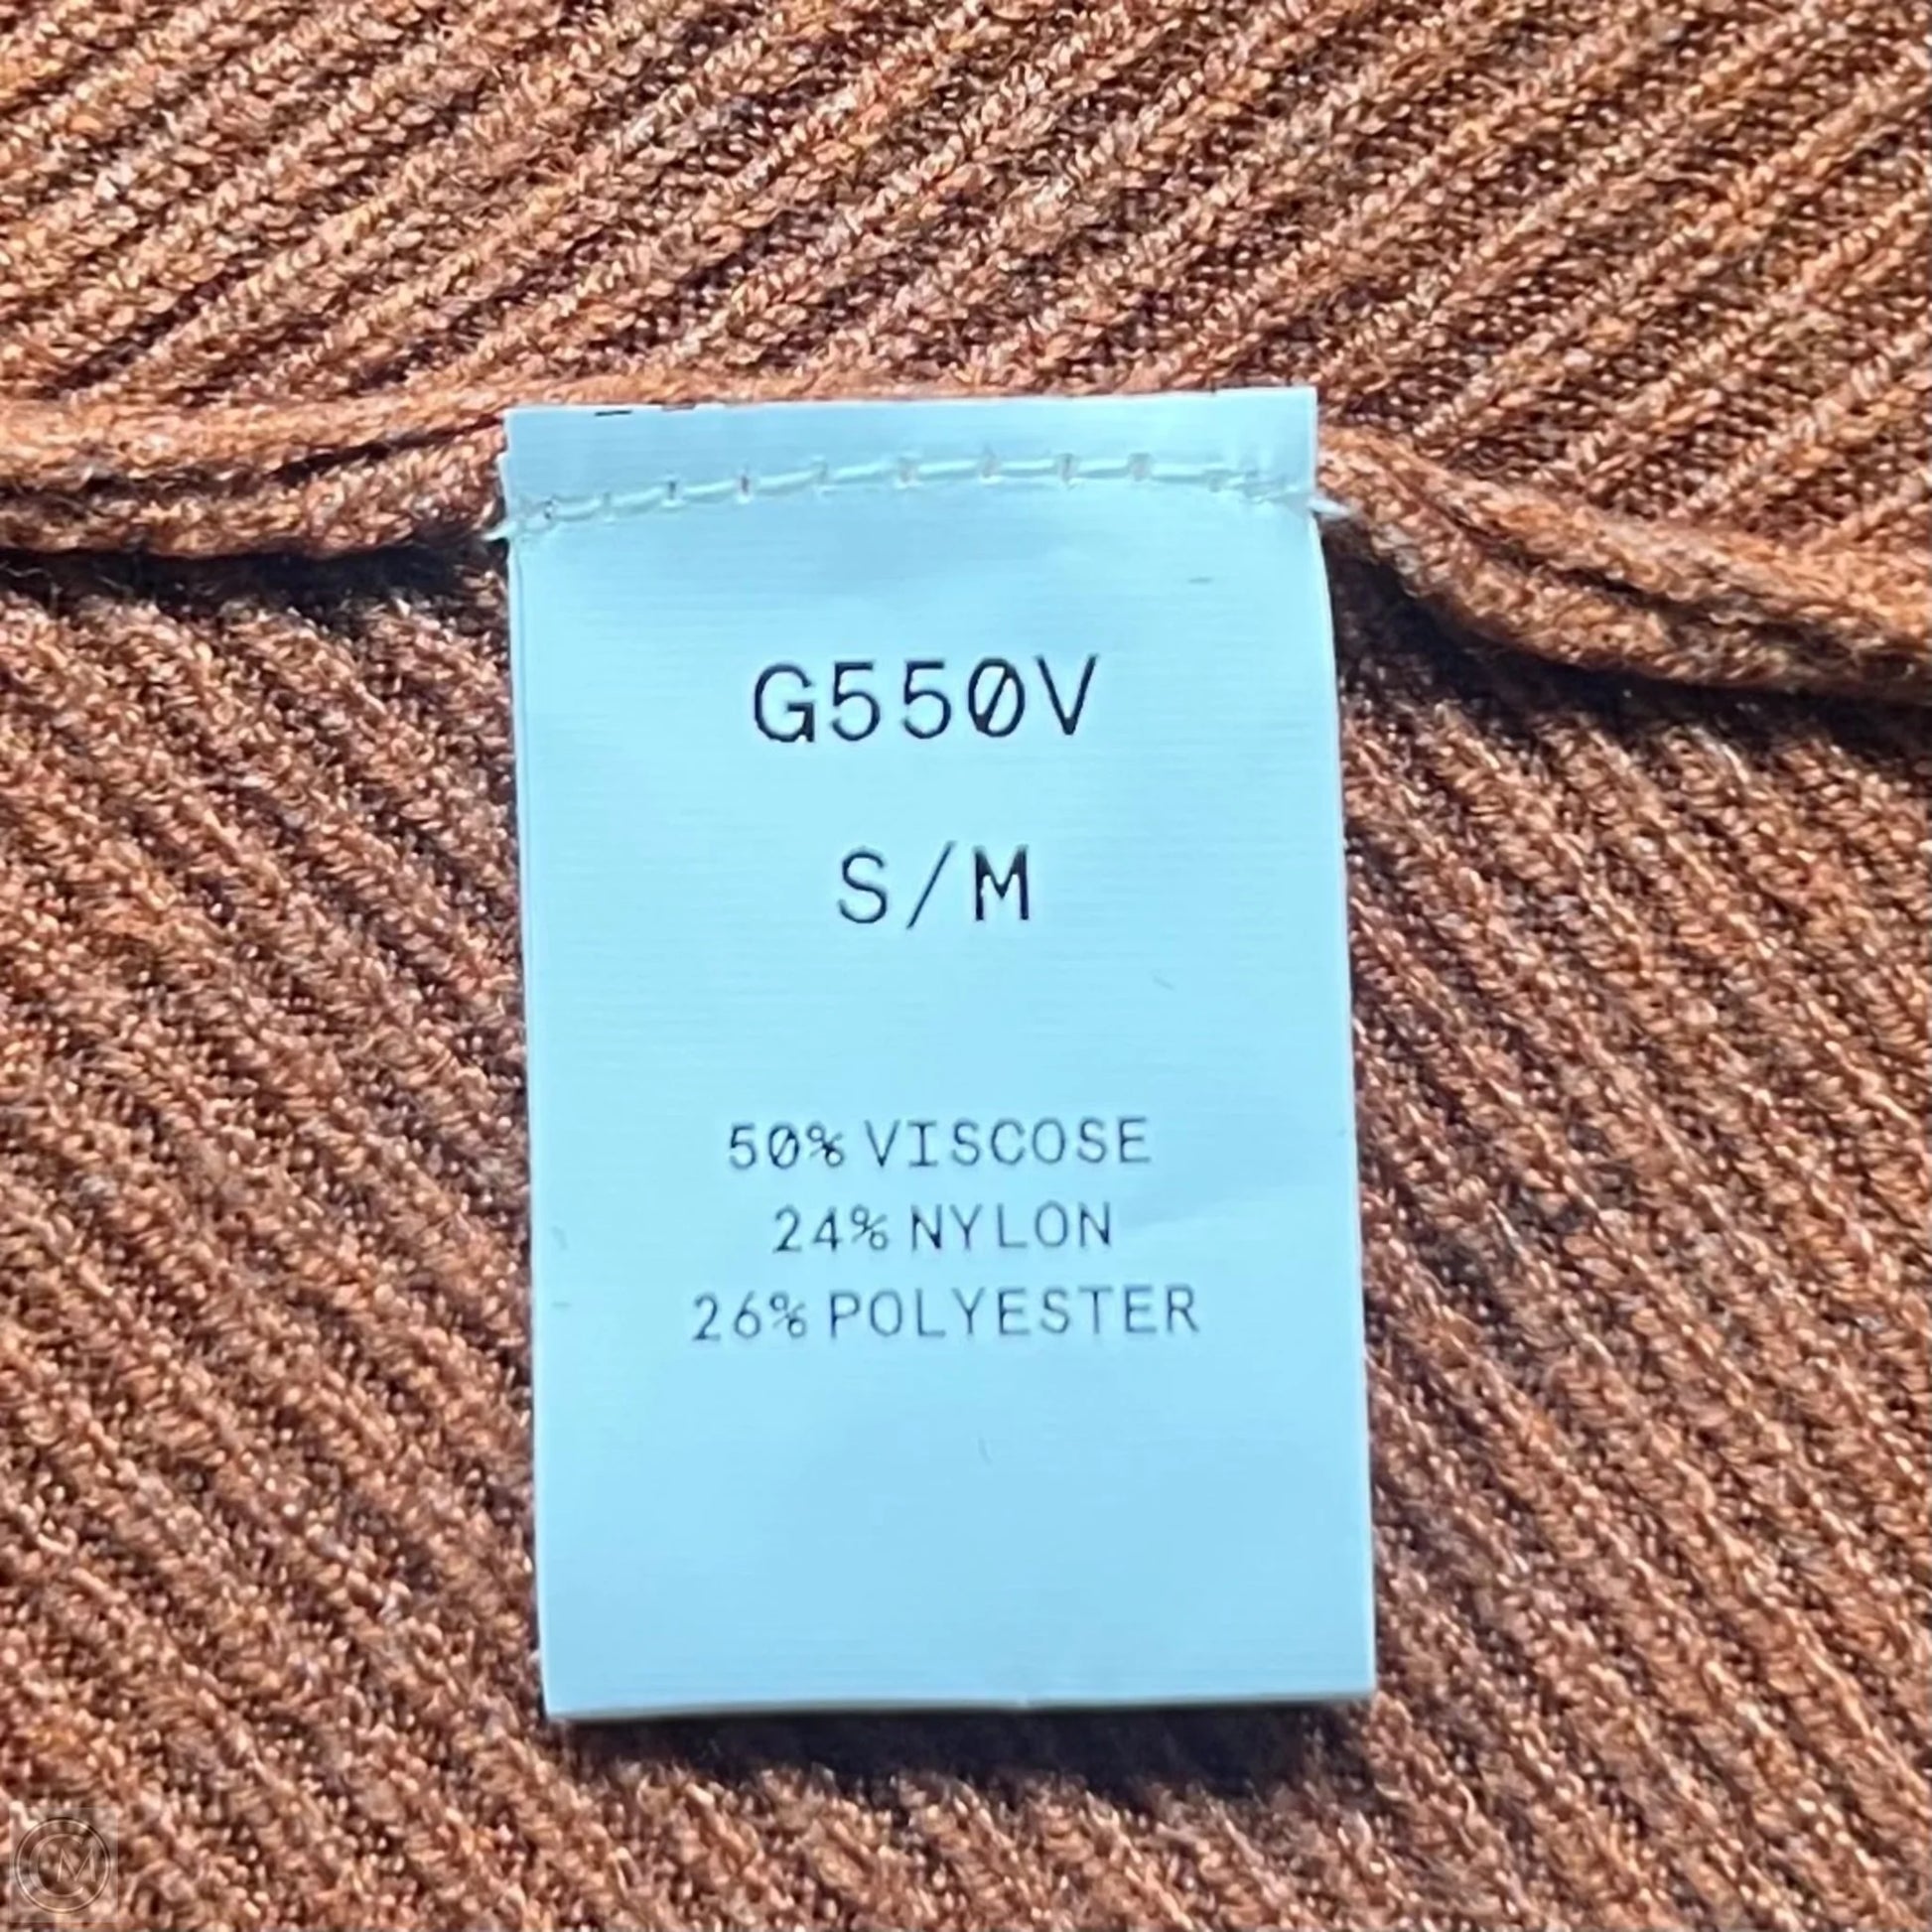 G550V
S/M
50% VISCOSE
24% NYLON
26% POLYESTER